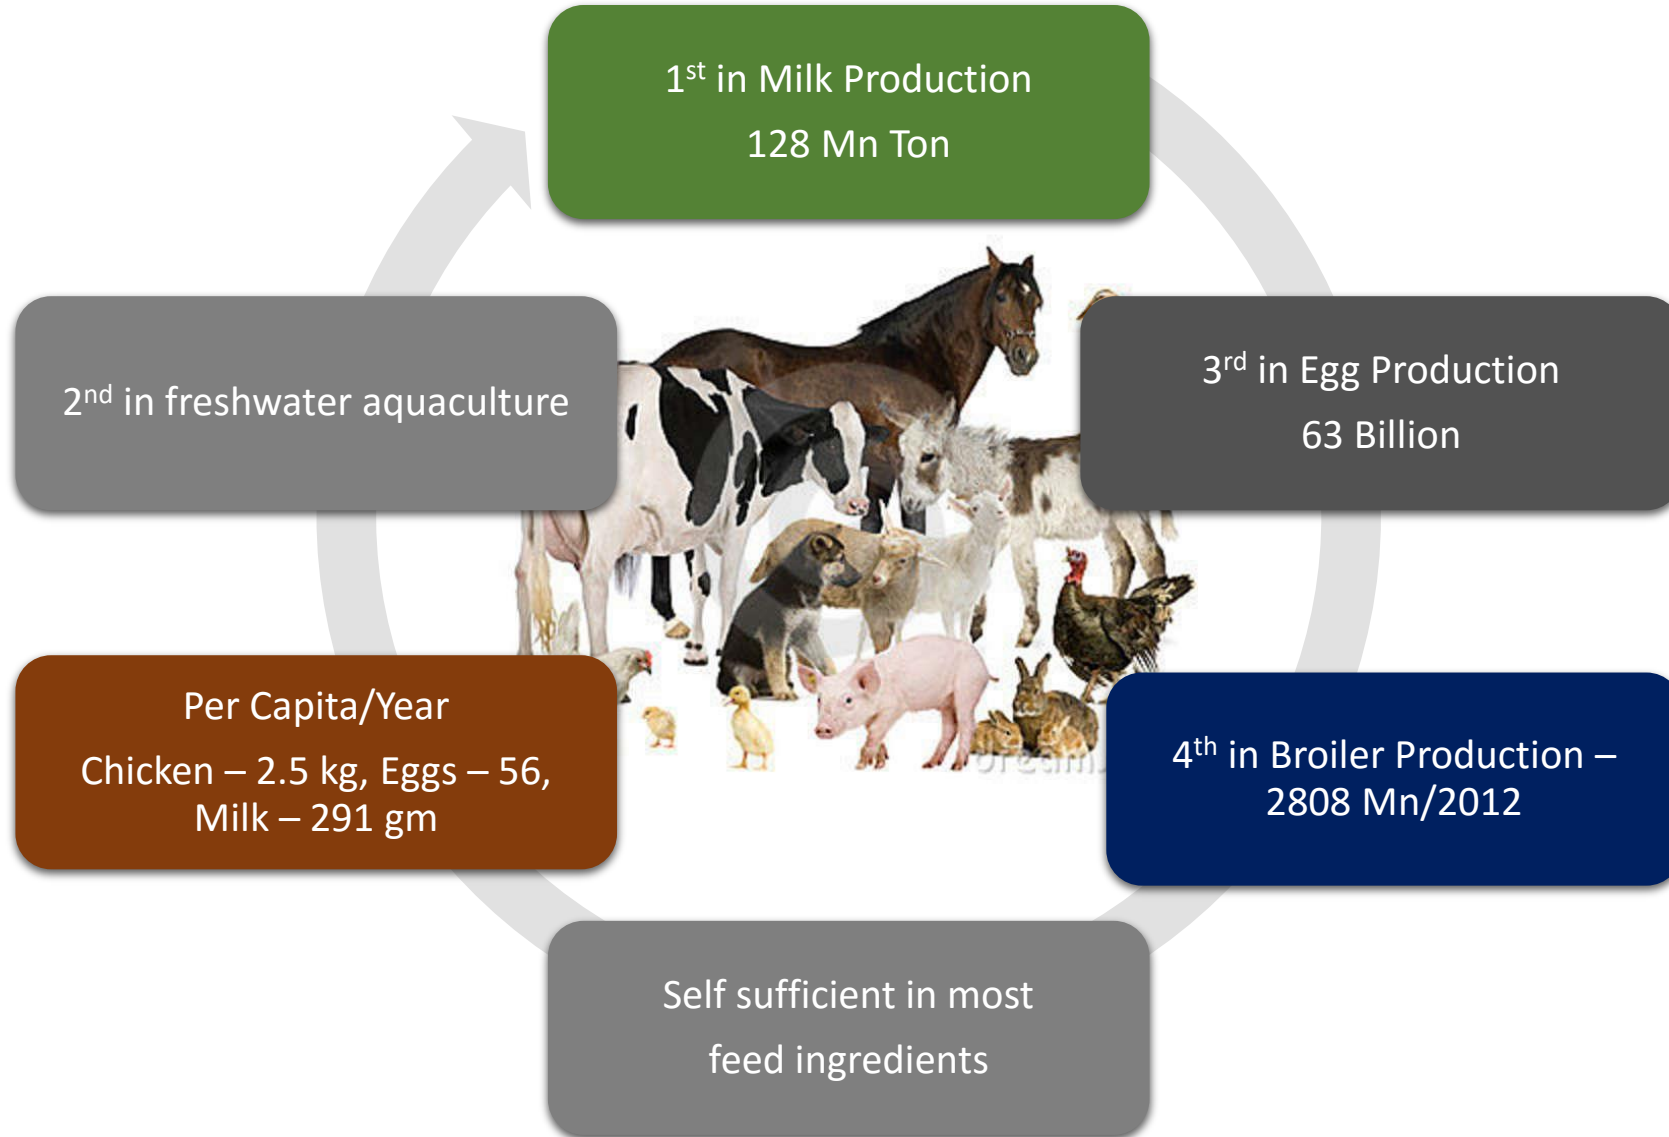 1st in Milk Production
128 Mn Ton
3rd in Egg Production
63 Billion
4th in Broiler Production –
2808 Mn/2012
Self sufficient in most
feed ingredients
Per Capita/Year
Chicken – 2.5 kg, Eggs – 56,
Milk – 291 gm
2nd in freshwater aquaculture